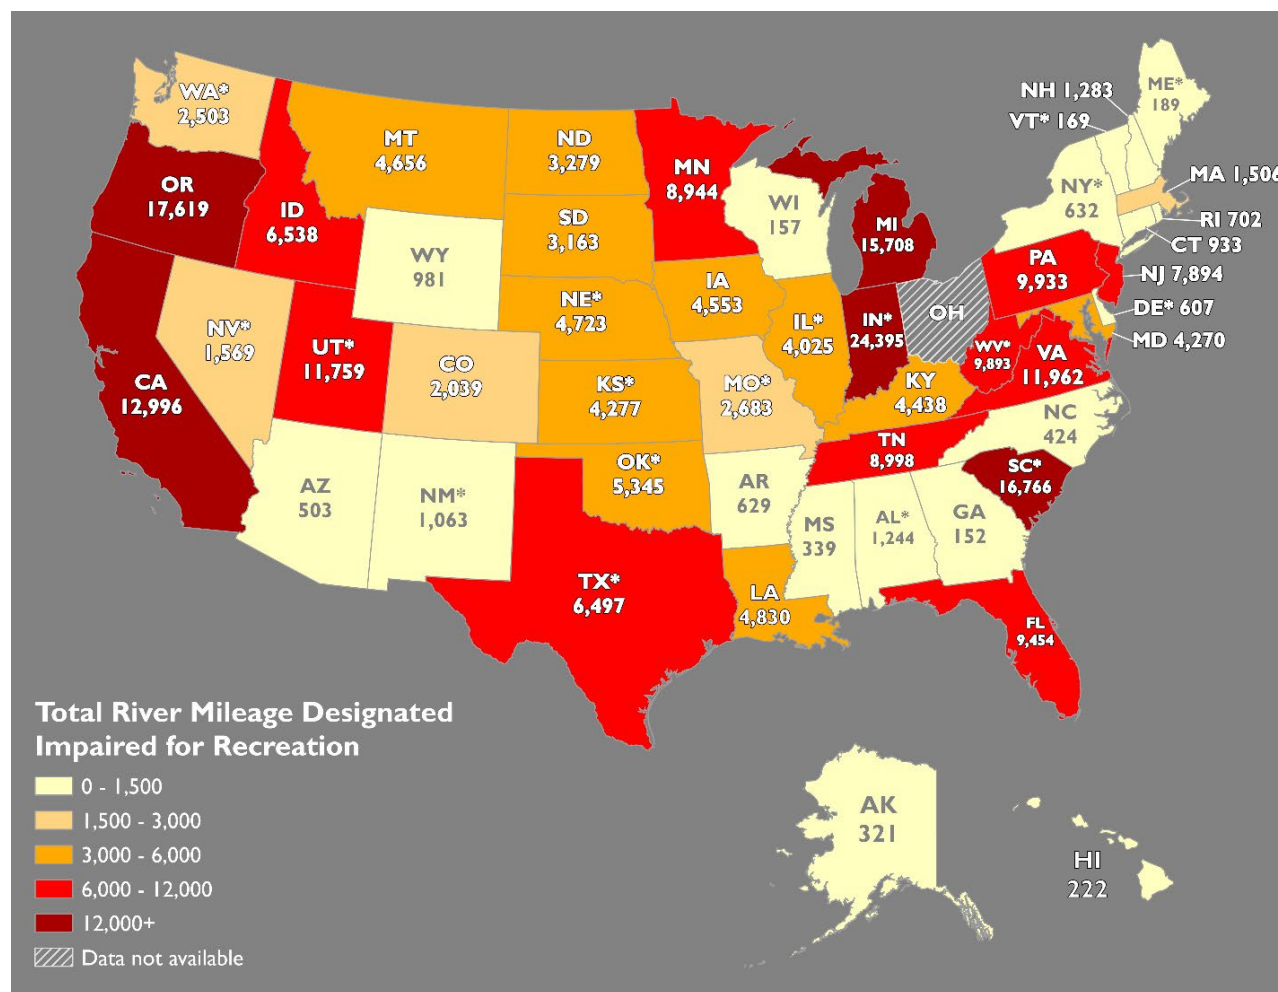 WA*
2,503
OR
17,619
CA
12,996
ID
6,538
NV*
1,569
MT
4,656
WY
981
UT*
11,759
AZ
503
CO
2,039
NM*
1,063
ND
3,279
SD
3,163
NE*
4,723
KS*
4,277
OK*
5,345
TX*
6,497
MN
8,944
IA
4,553
MO*
2,683
AR
629
LA
4,830
WI
157
IL*
4,025
MI
15,708
IN*
24,395
OH
KY
4,438
TN
8,998
MS
339
AL*
1,244
GA
152
FL
9,454
SC*
16,766
NC
424
WV*
9,893
VA
11,962
PA
9,933
NY*
632
ME*
189
NH 1,283
VT* 169
MA 1,506
RI 702
CT 933
NJ 7,894
DE* 607
MD 4,270
AK
321
HI
222
Total River Mileage Designated
Impaired for Recreation
0 - 1,500
1,500 - 3,000
3,000 - 6,000
6,000 - 12,000
12,000+
Data not available